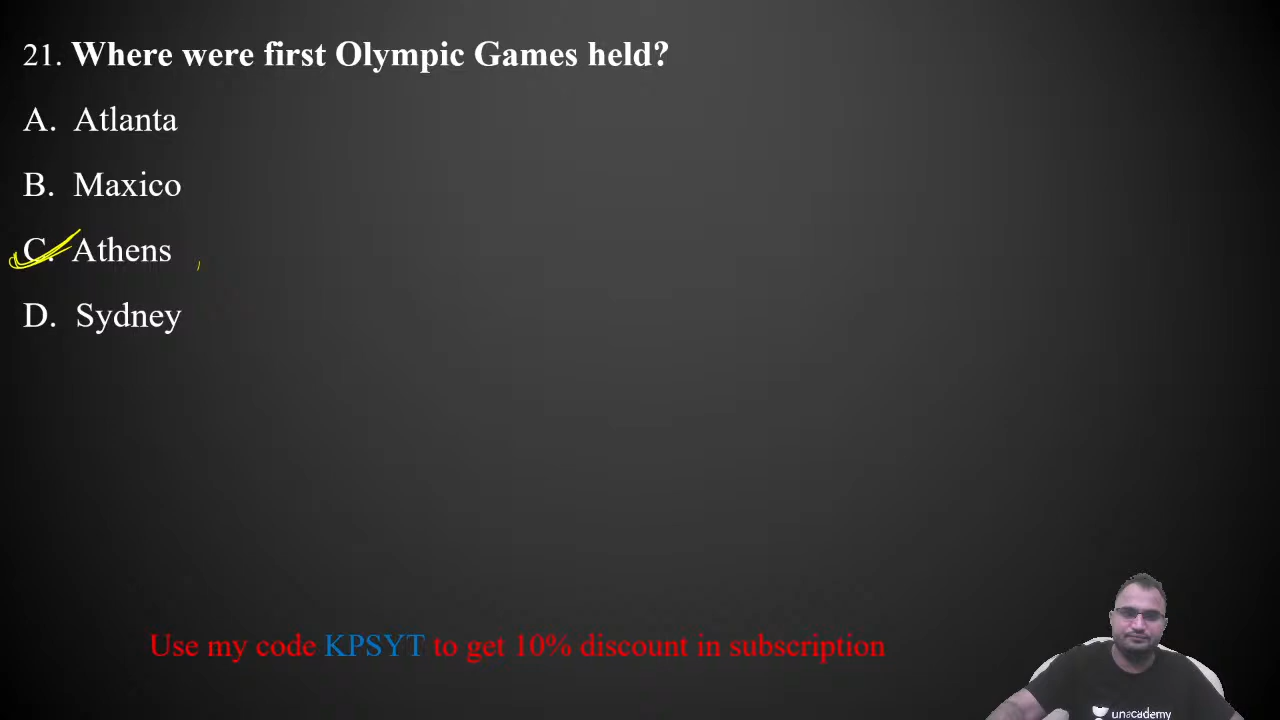 21. Where were first Olympic Games held?
A. Atlanta
B. Maxico
C. Athens
D. Sydney
Use my code KPSYT to get 10% discount in subscription
unacademy